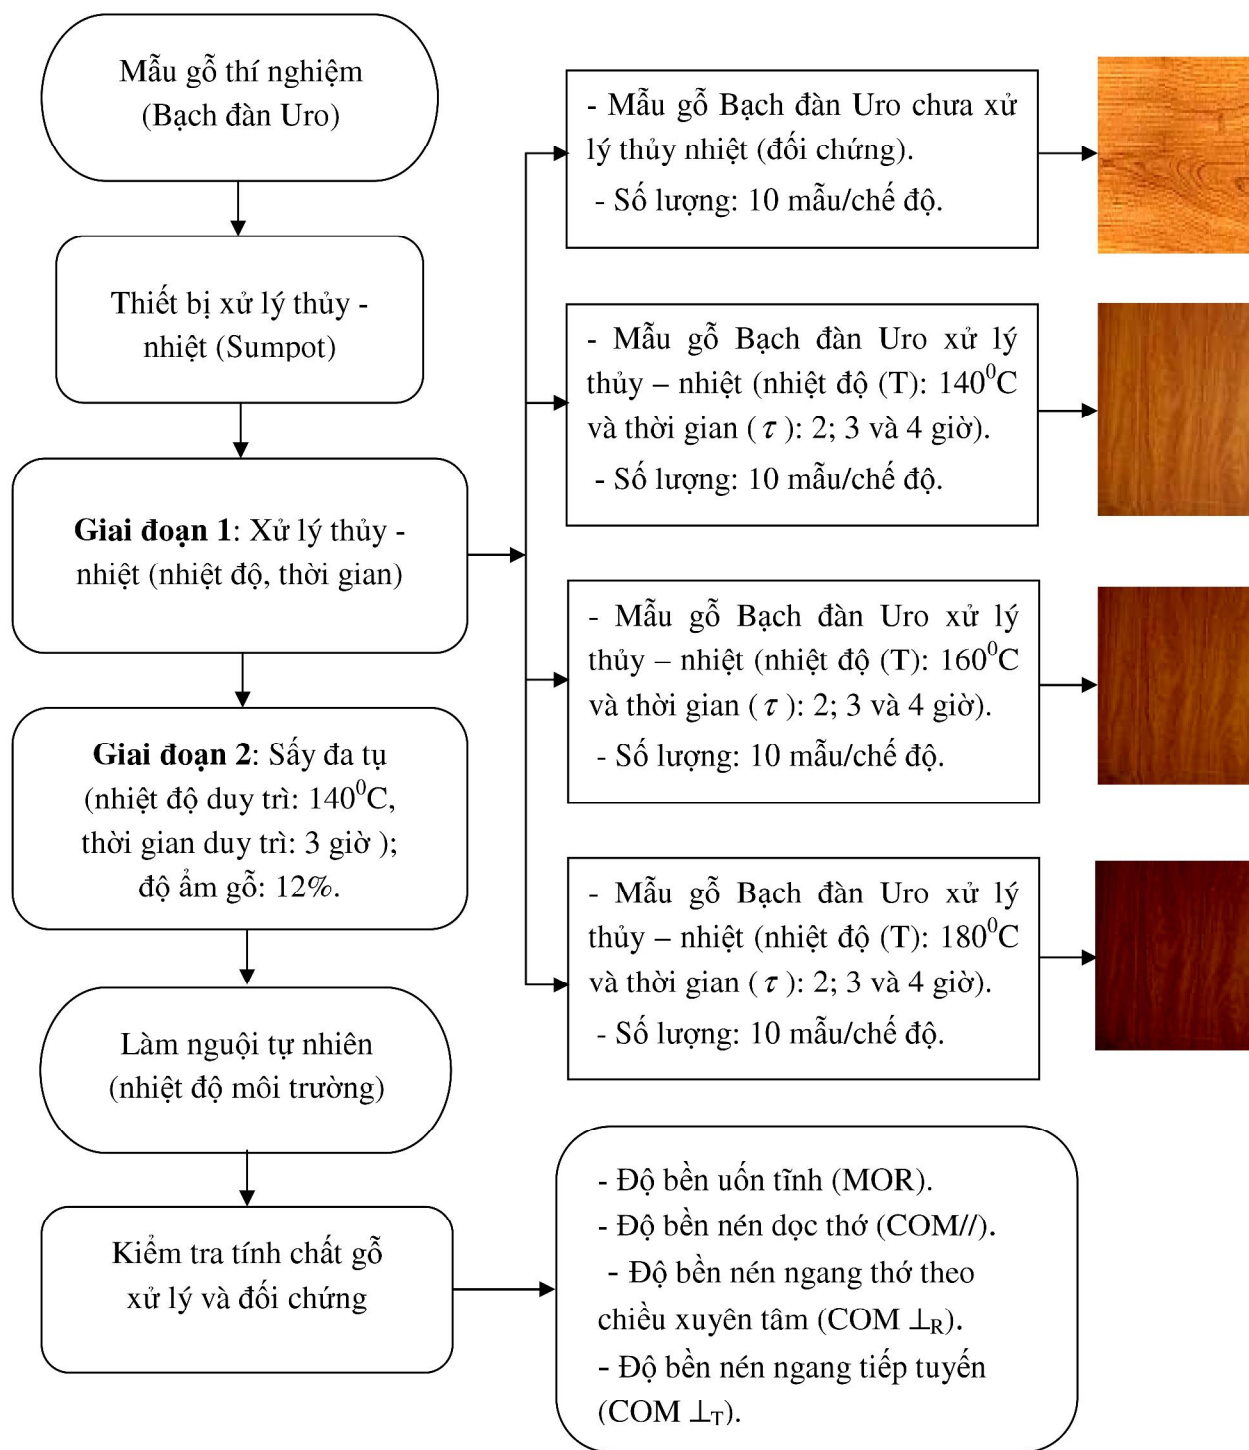 Mẫu gỗ thí nghiệm
(Bạch đàn Uro)
Thiết bị xử lý thủy -
nhiệt (Sumpot)
Giai đoạn 1: Xử lý thủy -
nhiệt (nhiệt độ, thời gian)
Giai đoạn 2: Sấy đa tụ
(nhiệt độ duy trì: 140⁰C,
thời gian duy trì: 3 giờ );
độ ẩm gỗ: 12%.
Làm nguội tự nhiên
(nhiệt độ môi trường)
Kiểm tra tính chất gỗ
xử lý và đối chứng
- Mẫu gỗ Bạch đàn Uro chưa xử
lý thủy nhiệt (đối chứng).
- Số lượng: 10 mẫu/chế độ.
- Mẫu gỗ Bạch đàn Uro xử lý
thủy – nhiệt (nhiệt độ (T): 140⁰C
và thời gian ( τ ): 2; 3 và 4 giờ).
- Số lượng: 10 mẫu/chế độ.
- Mẫu gỗ Bạch đàn Uro xử lý
thủy – nhiệt (nhiệt độ (T): 160⁰C
và thời gian ( τ ): 2; 3 và 4 giờ).
- Số lượng: 10 mẫu/chế độ.
- Mẫu gỗ Bạch đàn Uro xử lý
thủy – nhiệt (nhiệt độ (T): 180⁰C
và thời gian ( τ ): 2; 3 và 4 giờ).
- Số lượng: 10 mẫu/chế độ.
- Độ bền uốn tĩnh (MOR).
- Độ bền nén dọc thớ (COM//).
- Độ bền nén ngang thớ theo
chiều xuyên tâm (COM ⊥R).
- Độ bền nén ngang tiếp tuyến
(COM ⊥T).